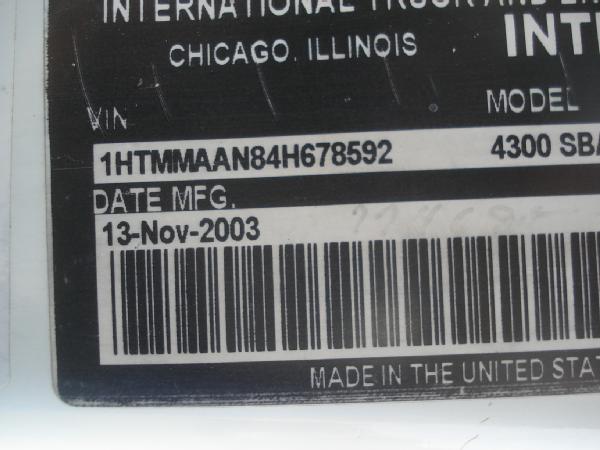 INTERNATIONAL TRUCK AND
CHICAGO, ILLINOIS
MODEL
VIN
1HTMMAAN84H678592 4300 SBA
DATE MFG.
13-Nov-2003
MADE IN THE UNITED STAT